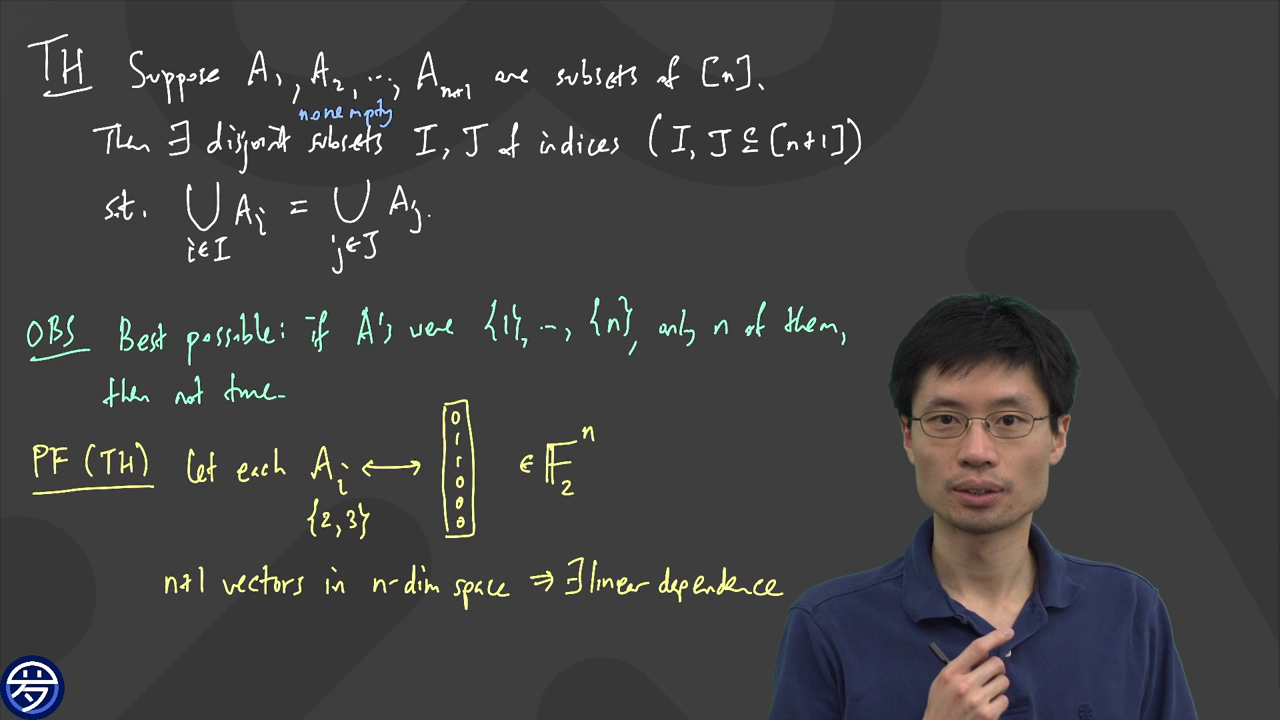 TH Suppose A₁, A₂, ..., Aₙ₊₁ are subsets of [n].
nonempty
Then ∃ disjoint subsets I, J of indices (I, J ⊆ [n+1])
s.t. ⋃ Aᵢ = ⋃ Aⱼ.
i∈I j∈J
OBS Best possible: if A's were {1}, ..., {n}, only n of them,
then not true.
PF (TH) Let each Aᵢ ↔ 0 1 1 0 0 0 ∈ 𝔽₂ⁿ
{2,3}
n+1 vectors in n-dim space ⇒ ∃ linear dependence